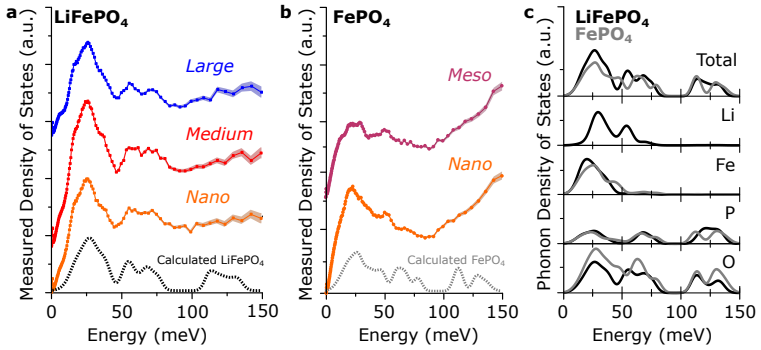 a
LiFePO4
Measured Density of States (a.u.)
Large
Medium
Nano
Calculated LiFePO4
0
50
100
150
Energy (meV)
b
FePO4
Measured Density of States (a.u.)
Meso
Nano
Calculated FePO4
0
50
100
150
Energy (meV)
c
LiFePO4
FePO4
Phonon Density of States (a.u.)
Total
Li
Fe
P
O
0
50
100
150
Energy (meV)